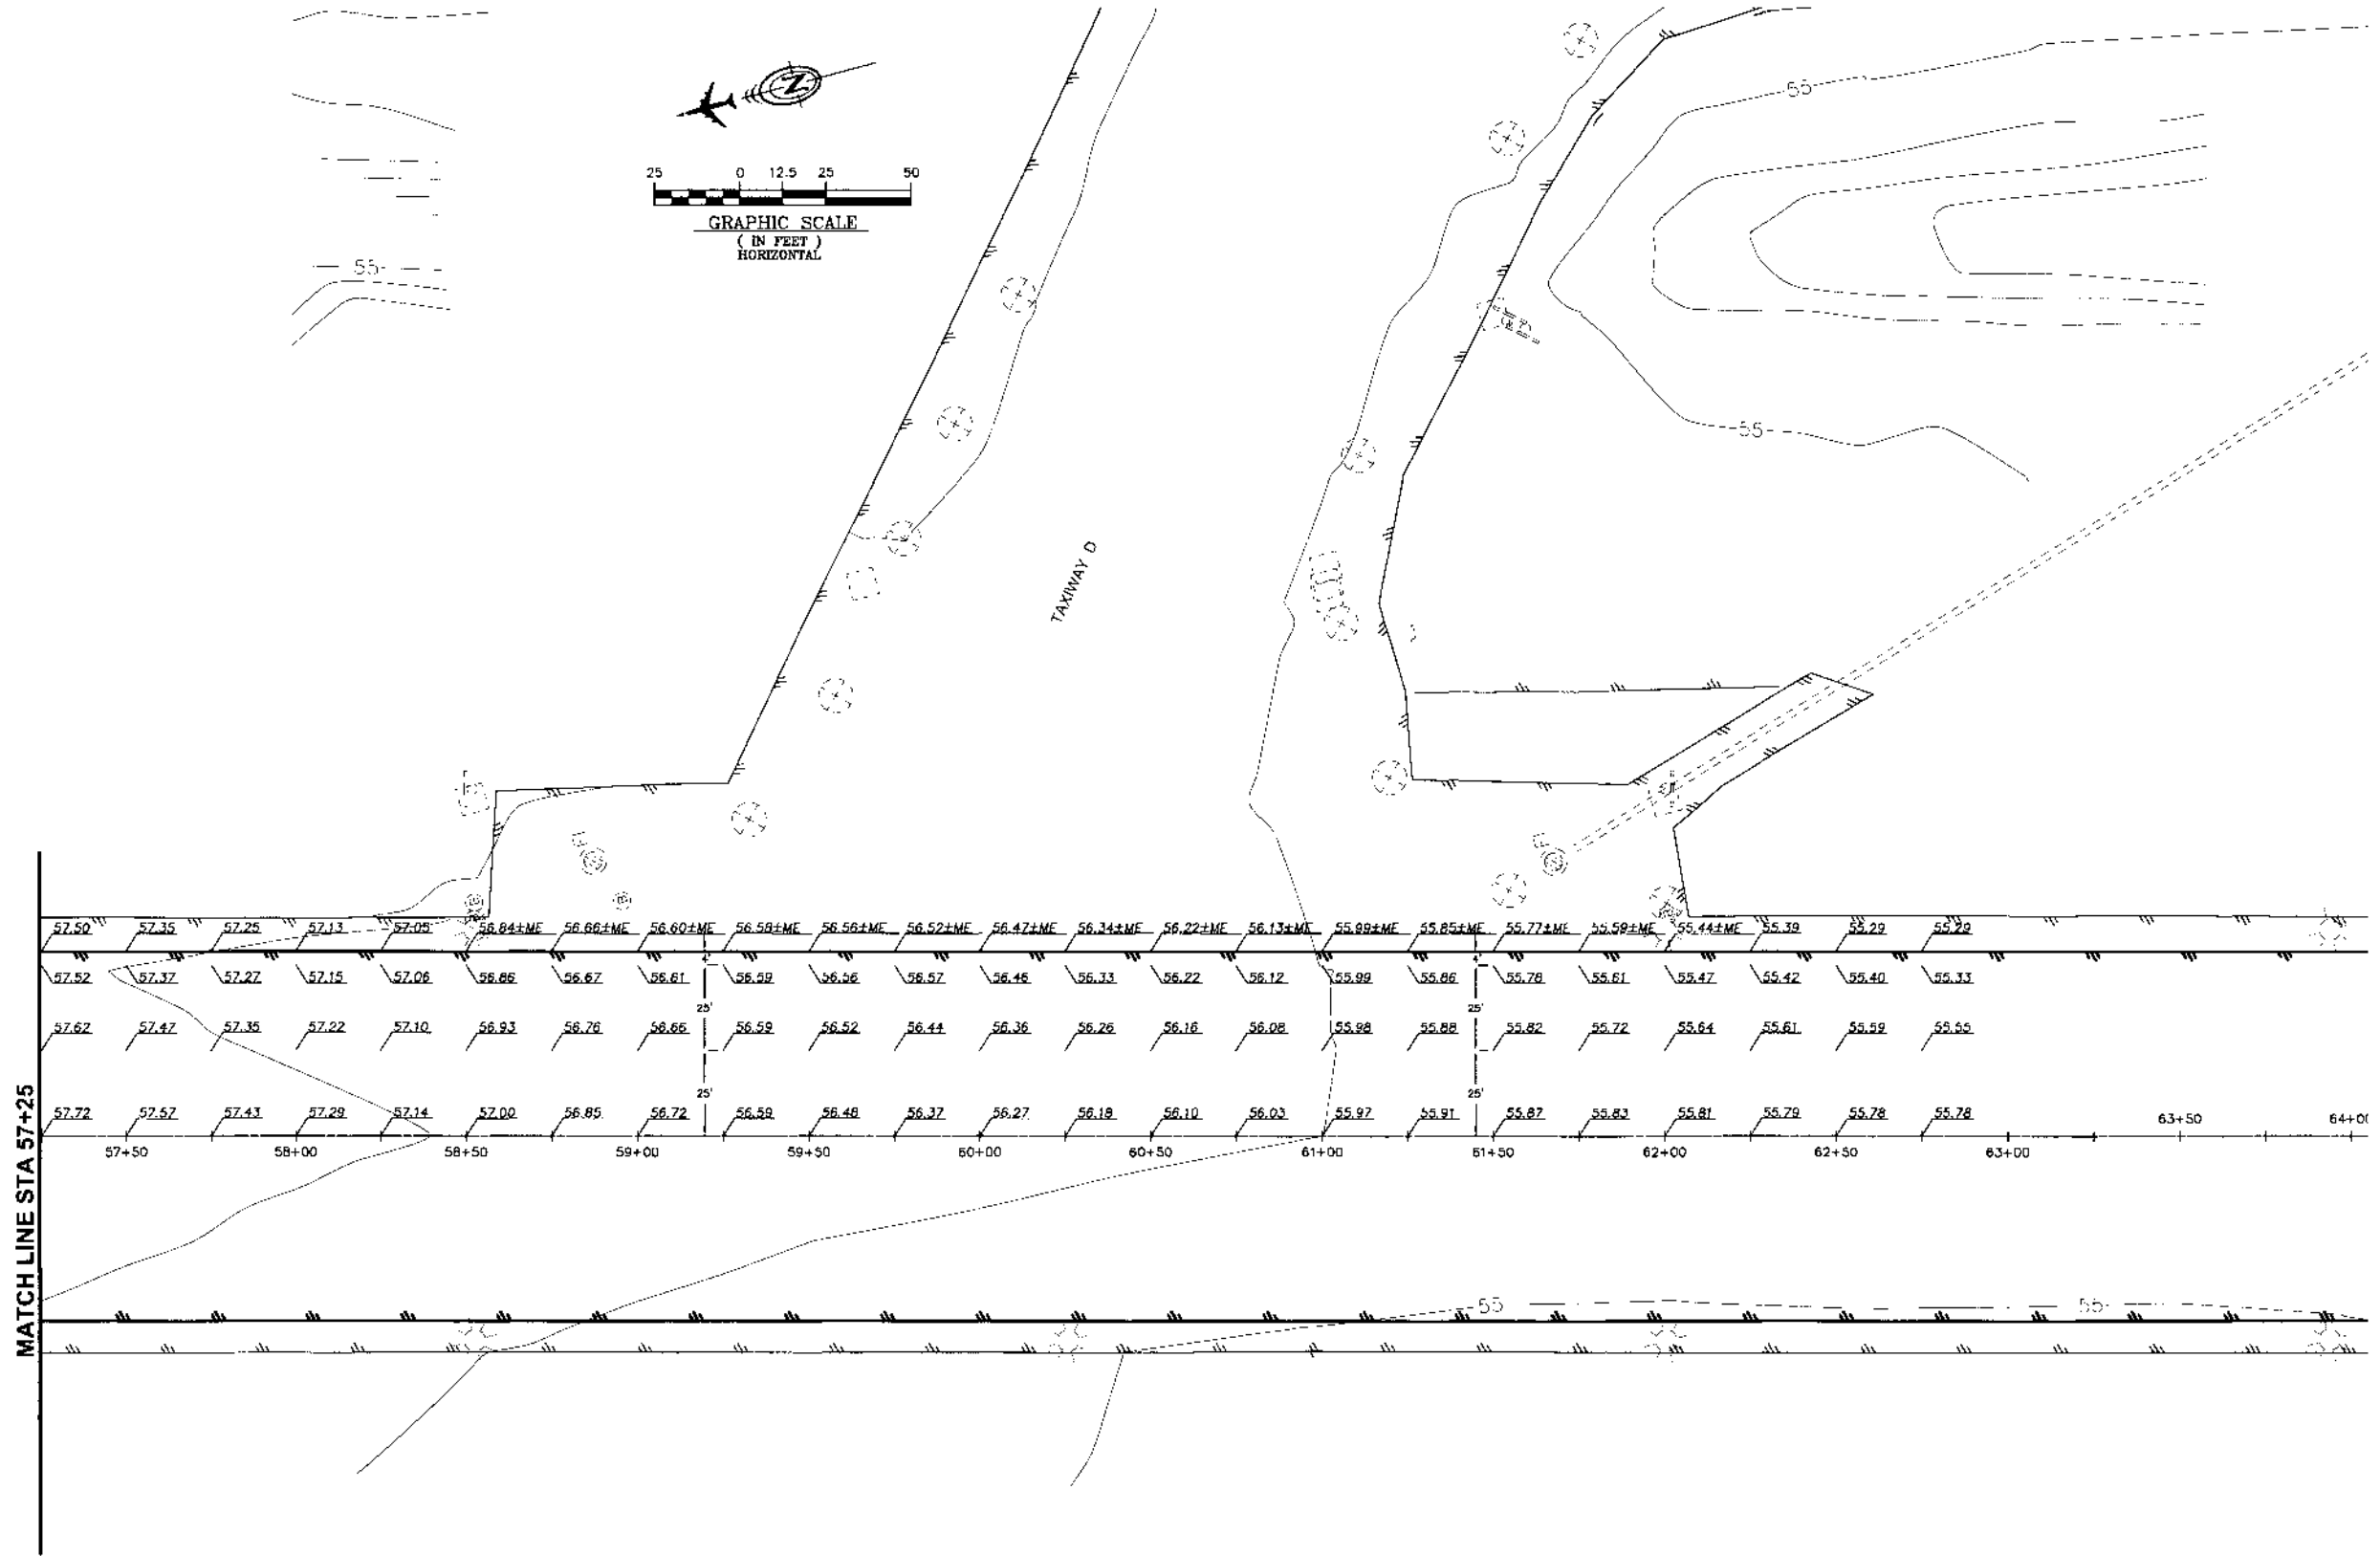 N
25 0 12.5 25 50
GRAPHIC SCALE
( IN FEET )
HORIZONTAL
55
55
55
TAXIWAY D
57.50 57.35 57.25 57.13 57.05 56.84±ME 56.66±ME 56.60±ME 56.58±ME 56.56±ME 56.52±ME 56.47±ME 56.34±ME 56.22±ME 56.13±ME 55.99±ME 55.85±ME 55.77±ME 55.59±ME 55.44±ME 55.39 55.29 55.29
57.52 57.37 57.27 57.15 57.06 56.86 56.67 56.61 56.59 56.56 56.57 56.46 56.33 56.22 56.12 55.99 55.86 55.78 55.61 55.47 55.42 55.40 55.33
25' 25'
57.62 57.47 57.35 57.22 57.10 56.93 56.76 56.66 56.59 56.52 56.44 56.36 56.26 56.16 56.08 55.98 55.88 55.82 55.72 55.64 55.61 55.59 55.55
25' 25'
57.72 57.57 57.43 57.29 57.14 57.00 56.85 56.72 56.59 56.48 56.37 56.27 56.18 56.10 56.03 55.97 55.91 55.87 55.83 55.81 55.79 55.78 55.78
63+50 64+00
57+50 58+00 58+50 59+00 59+50 60+00 60+50 61+00 61+50 62+00 62+50 63+00
MATCH LINE STA 57+25
55 55